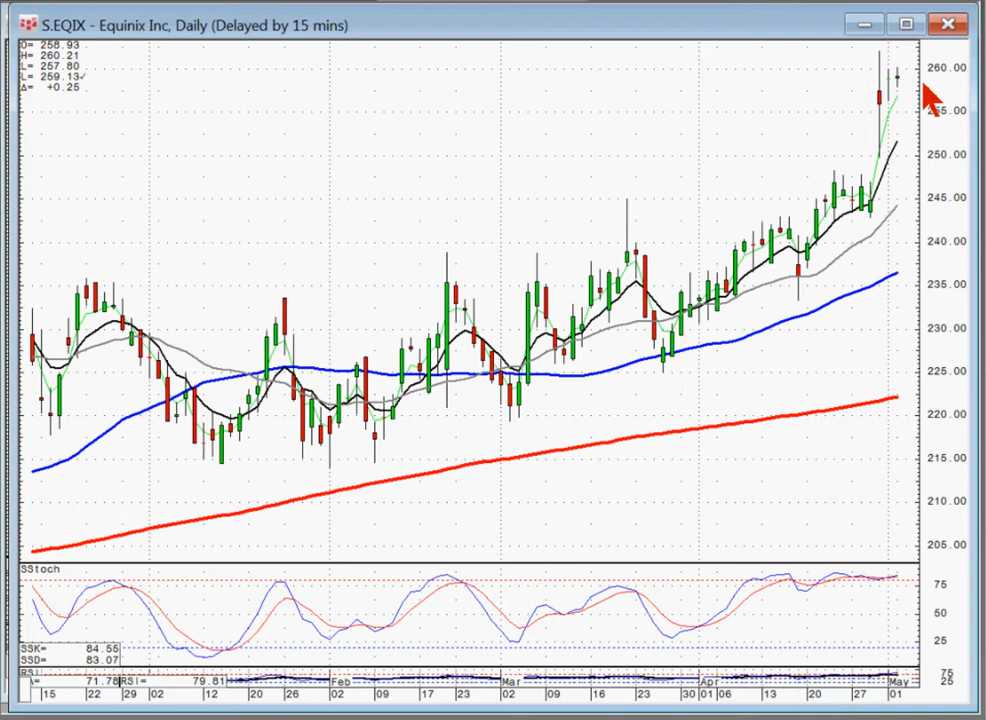 S.EQIX - Equinix Inc, Daily (Delayed by 15 mins)
O= 258.93
H= 260.21
L= 257.80
L= 259.13✓
Δ= +0.25
260.00
255.00
250.00
245.00
240.00
235.00
230.00
225.00
220.00
215.00
210.00
205.00
SStoch
75
50
25
SSK= 84.55
SSD= 83.07
RSI
75
25
71.78 RSI= 79.81
15 22 29 02 12 20 26 02 09 17 23 02 09 16 23 30 01 06 13 20 27 01
Feb Mar Apr May